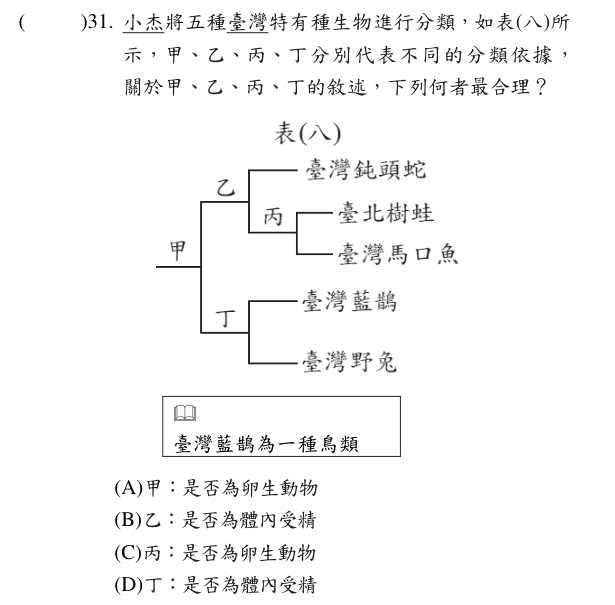 (　　)31. 小杰將五種臺灣特有種生物進行分類，如表(八)所
示，甲、乙、丙、丁分別代表不同的分類依據，
關於甲、乙、丙、丁的敘述，下列何者最合理？
表(八)
臺灣鈍頭蛇
乙
丙
臺北樹蛙
甲
臺灣馬口魚
臺灣藍鵲
丁
臺灣野兔
臺灣藍鵲為一種鳥類
(A)甲：是否為卵生動物
(B)乙：是否為體內受精
(C)丙：是否為卵生動物
(D)丁：是否為體內受精